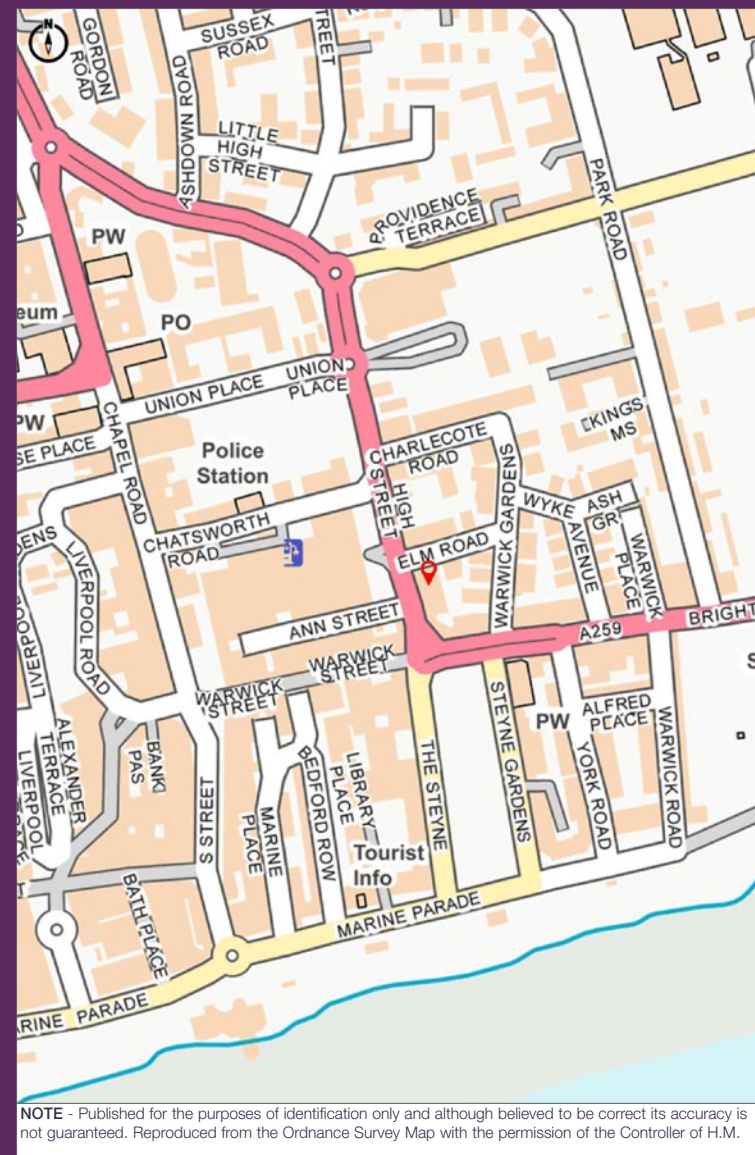 N
GORDON
ROAD
SUSSEX
ROAD
TREET
ASHDOWN ROAD
LITTLE
HIGH
STREET
PARK ROAD
PROVIDENCE
TERRACE
PW
eum
PO
UNION PLACE
UNION
PLACE
PW
SE PLACE
CHAPEL ROAD
Police
Station
CHARLECOTE
ROAD
KINGS
MS
HIGH
STREET
CHATSWORTH
ROAD
WARWICK GARDENS
WYKE
AVENUE
ASH
GR
DENS
LIVERPOOL ROAD
ELM ROAD
WARWICK
PLACE
LIVERPOOL
TERRACE
ANN STREET
A259
BRIGHT
WARWICK
STREET
WARWICK
STREET
S
STEYNE GARDENS
PW
ALFRED
PLACE
YORK ROAD
WARWICK ROAD
ALEXANDER
TERRACE
LIVERPOOL
BANK
PAS
S STREET
MARINE
PLACE
BEDFORD ROW
LIBRARY
PLACE
THE STEYNE
Tourist
Info
BATH PLACE
MARINE PARADE
RINE PARADE
NOTE - Published for the purposes of identification only and although believed to be correct its accuracy is
not guaranteed. Reproduced from the Ordnance Survey Map with the permission of the Controller of H.M.